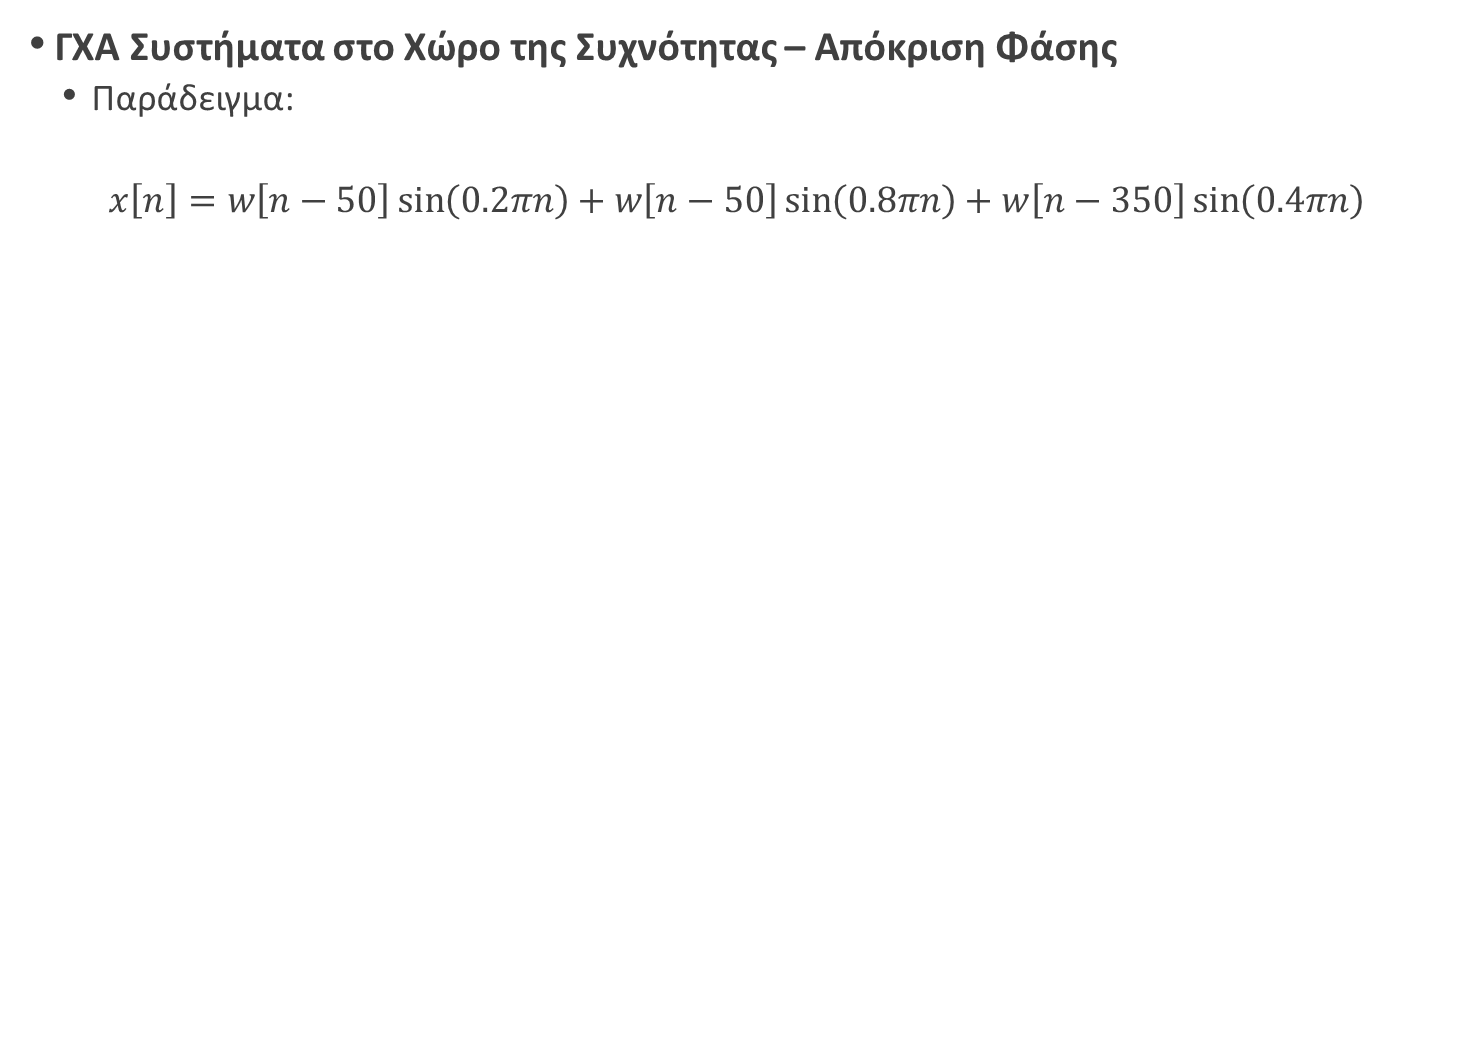 • ΓΧΑ Συστήματα στο Χώρο της Συχνότητας – Απόκριση Φάσης
• Παράδειγμα:
x[n] = w[n − 50] sin(0.2πn) + w[n − 50] sin(0.8πn) + w[n − 350] sin(0.4πn)